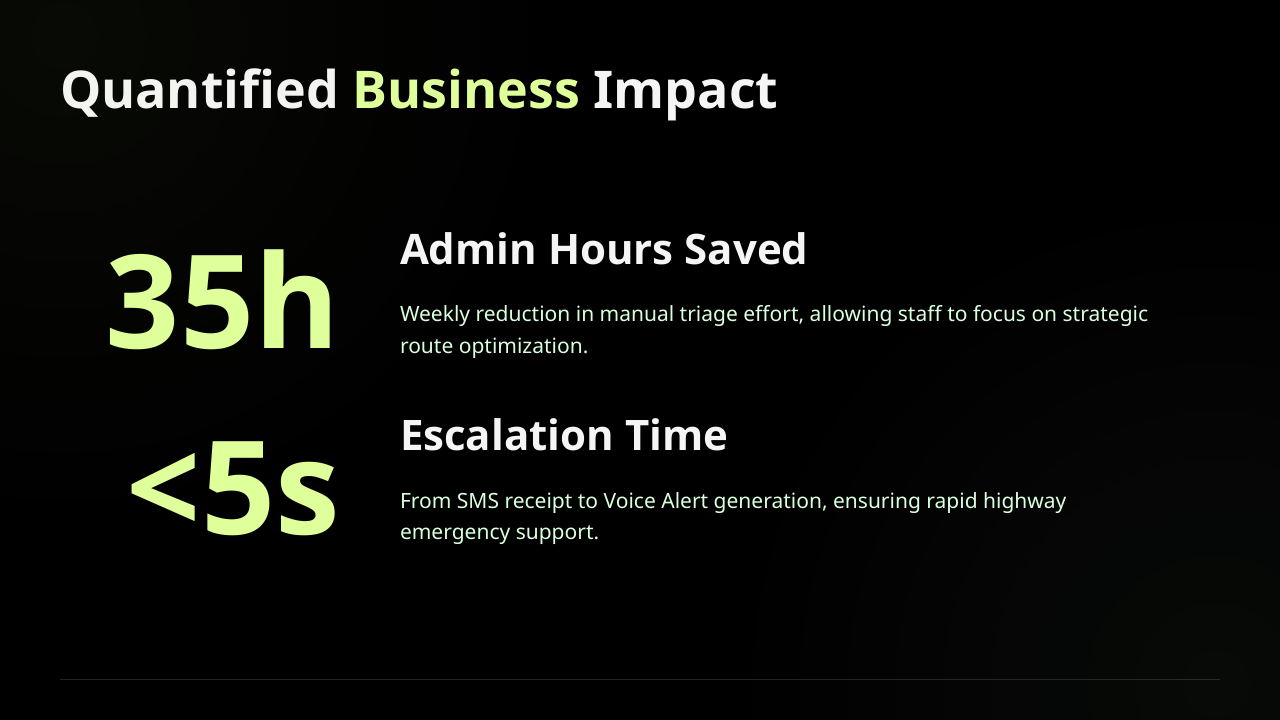 Quantified Business Impact
35h
Admin Hours Saved
Weekly reduction in manual triage effort, allowing staff to focus on strategic
route optimization.
<5s
Escalation Time
From SMS receipt to Voice Alert generation, ensuring rapid highway
emergency support.